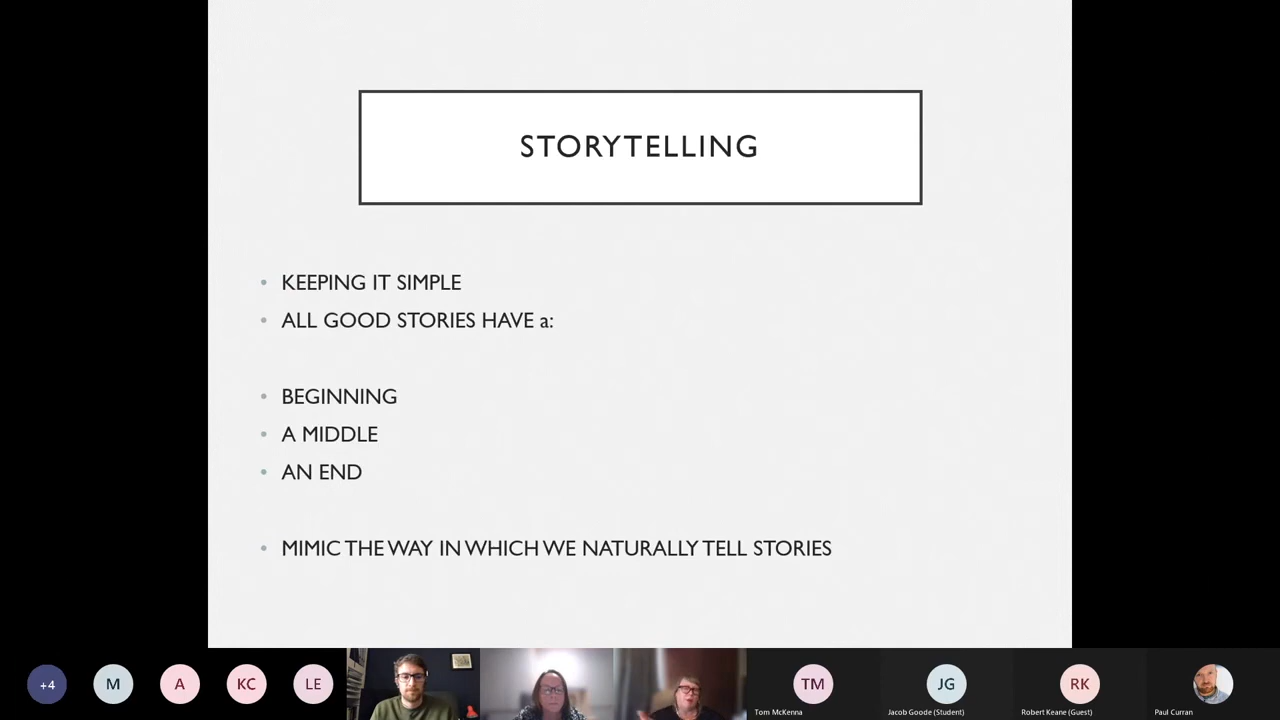 STORYTELLING
KEEPING IT SIMPLE
ALL GOOD STORIES HAVE a:
BEGINNING
A MIDDLE
AN END
MIMIC THE WAY IN WHICH WE NATURALLY TELL STORIES
+4
M
A
KC
LE
TM
JG
RK
Tom McKenna
Jacob Goode (Student)
Robert Keane (Guest)
Paul Curran